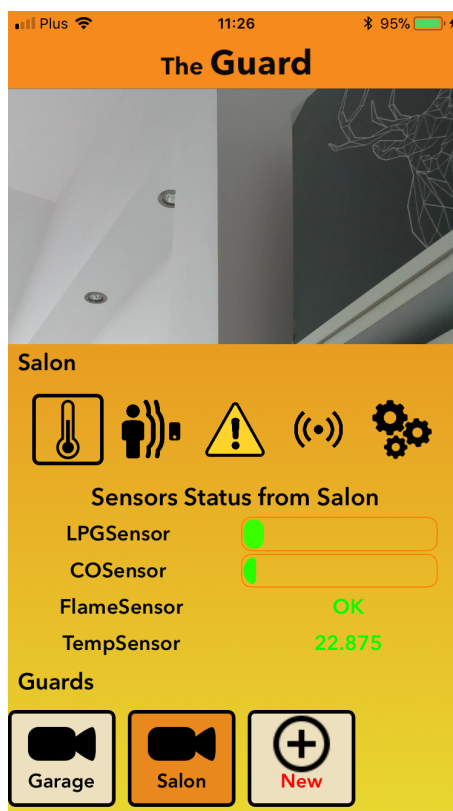 Plus 11:26 95%
The Guard
Salon
Sensors Status from Salon
LPGSensor
COSensor
FlameSensor OK
TempSensor 22.875
Guards
Garage Salon New